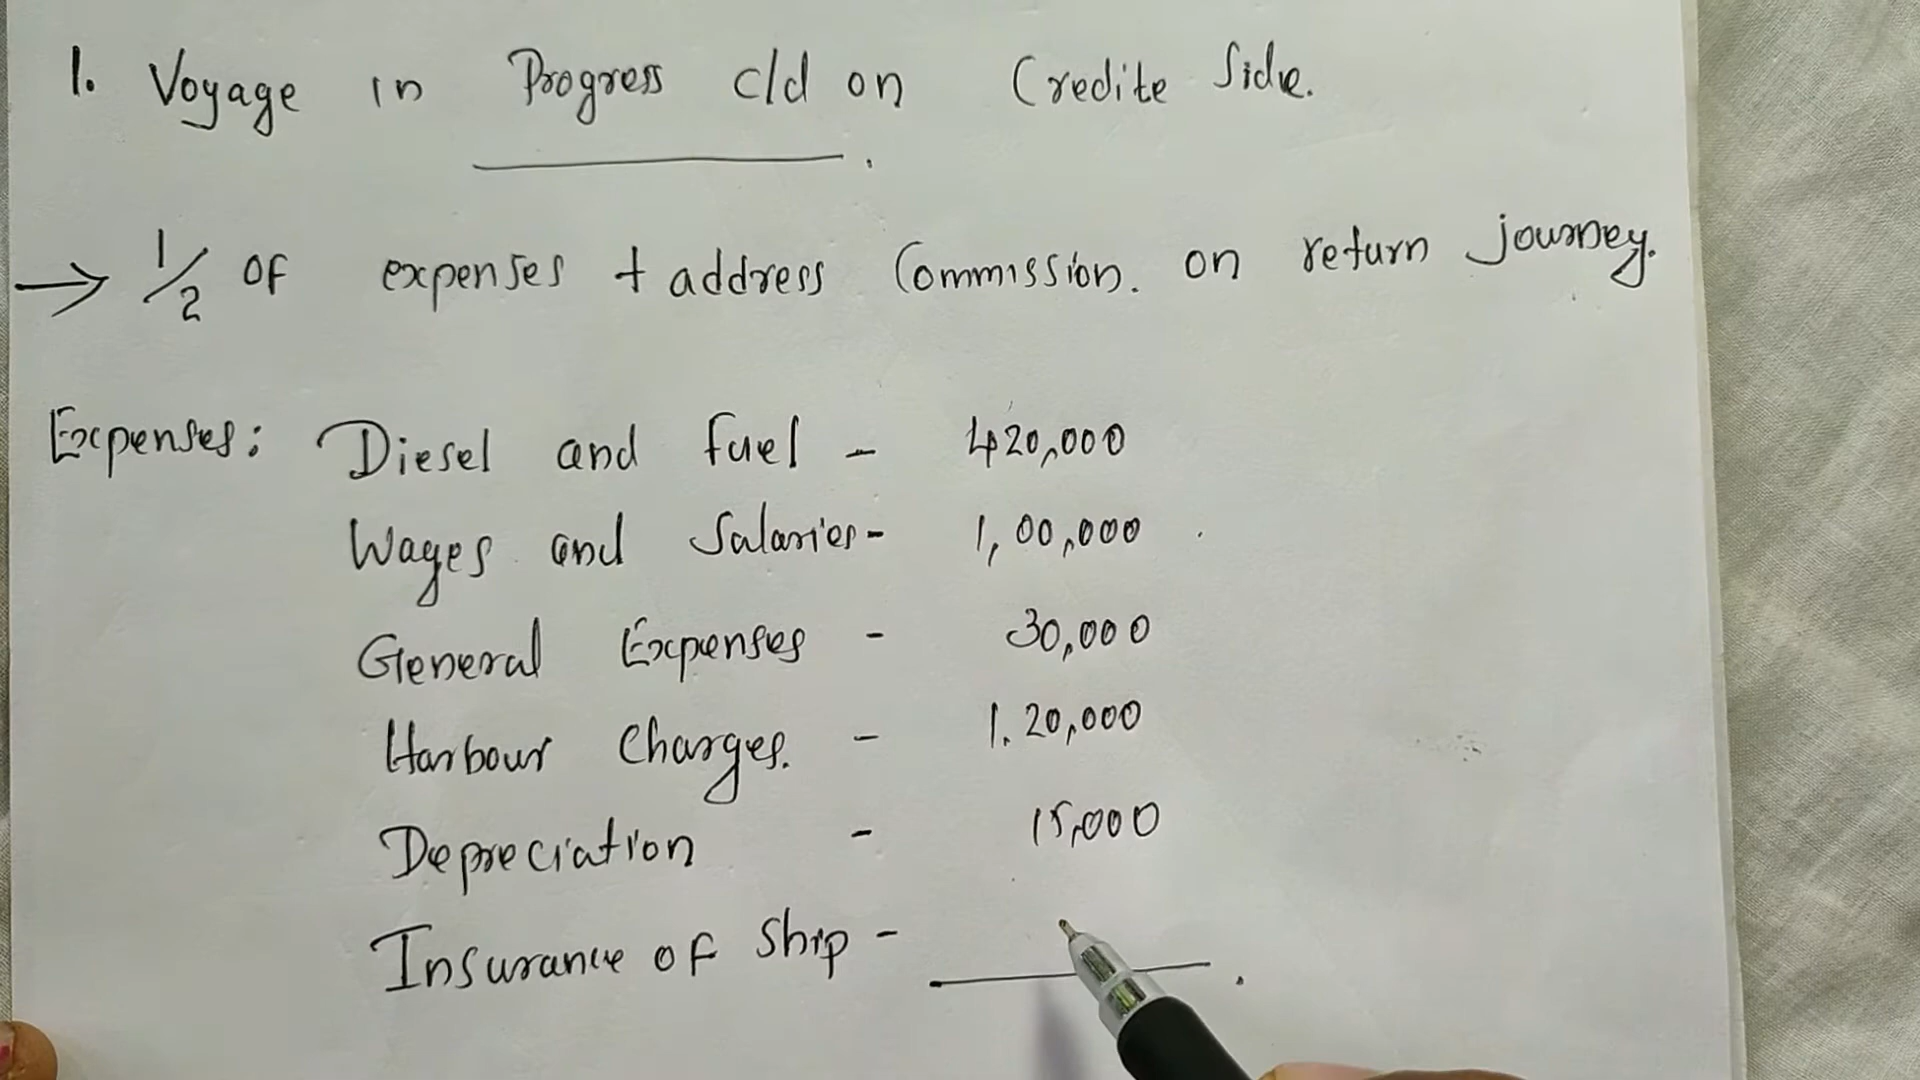 1. Voyage in Progress c/d on Credite Side.
→ 1/2 of expenses + address Commission. on return journey.
Expenses: Diesel and fuel - 420,000
Wages and Salaries - 1,00,000
General Expenses - 30,000
Harbour Charges. - 1.20,000
Depreciation - 15,000
Insurance of Ship -